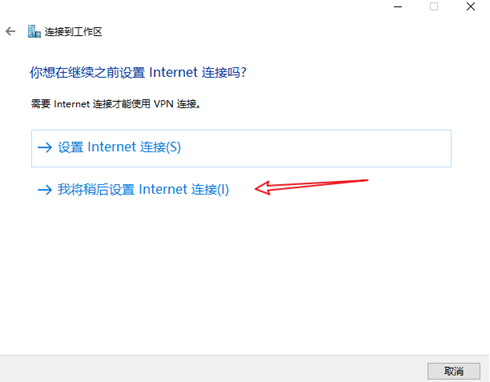 连接到工作区
你想在继续之前设置 Internet 连接吗?
需要 Internet 连接才能使用 VPN 连接。
设置 Internet 连接(S)
我将稍后设置 Internet 连接(I)
取消